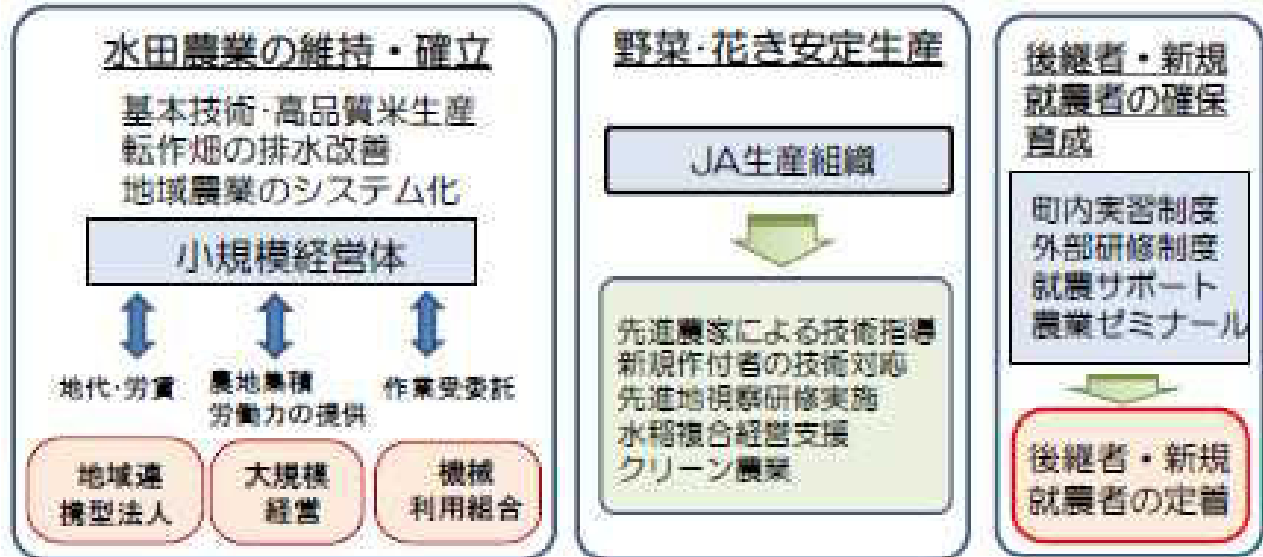 水田農業の維持・確立
基本技術・高品質米生産
転作畑の排水改善
地域農業のシステム化
小規模経営体
地代・労賃
農地集積
労働力の提供
作業受委託
地域連
携型法人
大規模
経営
機械
利用組合
野菜・花き安定生産
JA生産組織
先進農家による技術指導
新規作付者の技術対応
先進地視察研修実施
水稲複合経営支援
クリーン農業
後継者・新規
就農者の確保
育成
町内実習制度
外部研修制度
就農サポート
農業ゼミナール
後継者・新規
就農者の定着